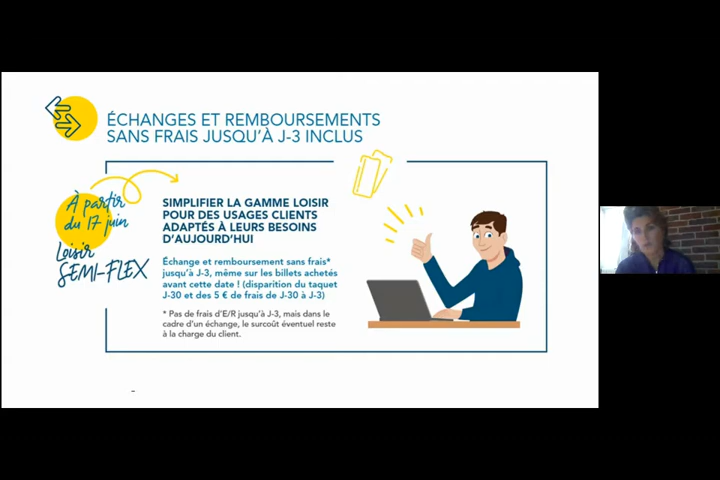 ÉCHANGES ET REMBOURSEMENTS
SANS FRAIS JUSQU'À J-3 INCLUS
À partir
du 17 juin
Loisir
SEMI-FLEX
SIMPLIFIER LA GAMME LOISIR
POUR DES USAGES CLIENTS
ADAPTÉS À LEURS BESOINS
D'AUJOURD'HUI
Échange et remboursement sans frais*
jusqu'à J-3, même sur les billets achetés
avant cette date ! (disparition du taquet
J-30 et des 5 € de frais de J-30 à J-3)
* Pas de frais d'E/R jusqu'à J-3, mais dans le
cadre d'un échange, le surcoût éventuel reste
à la charge du client.